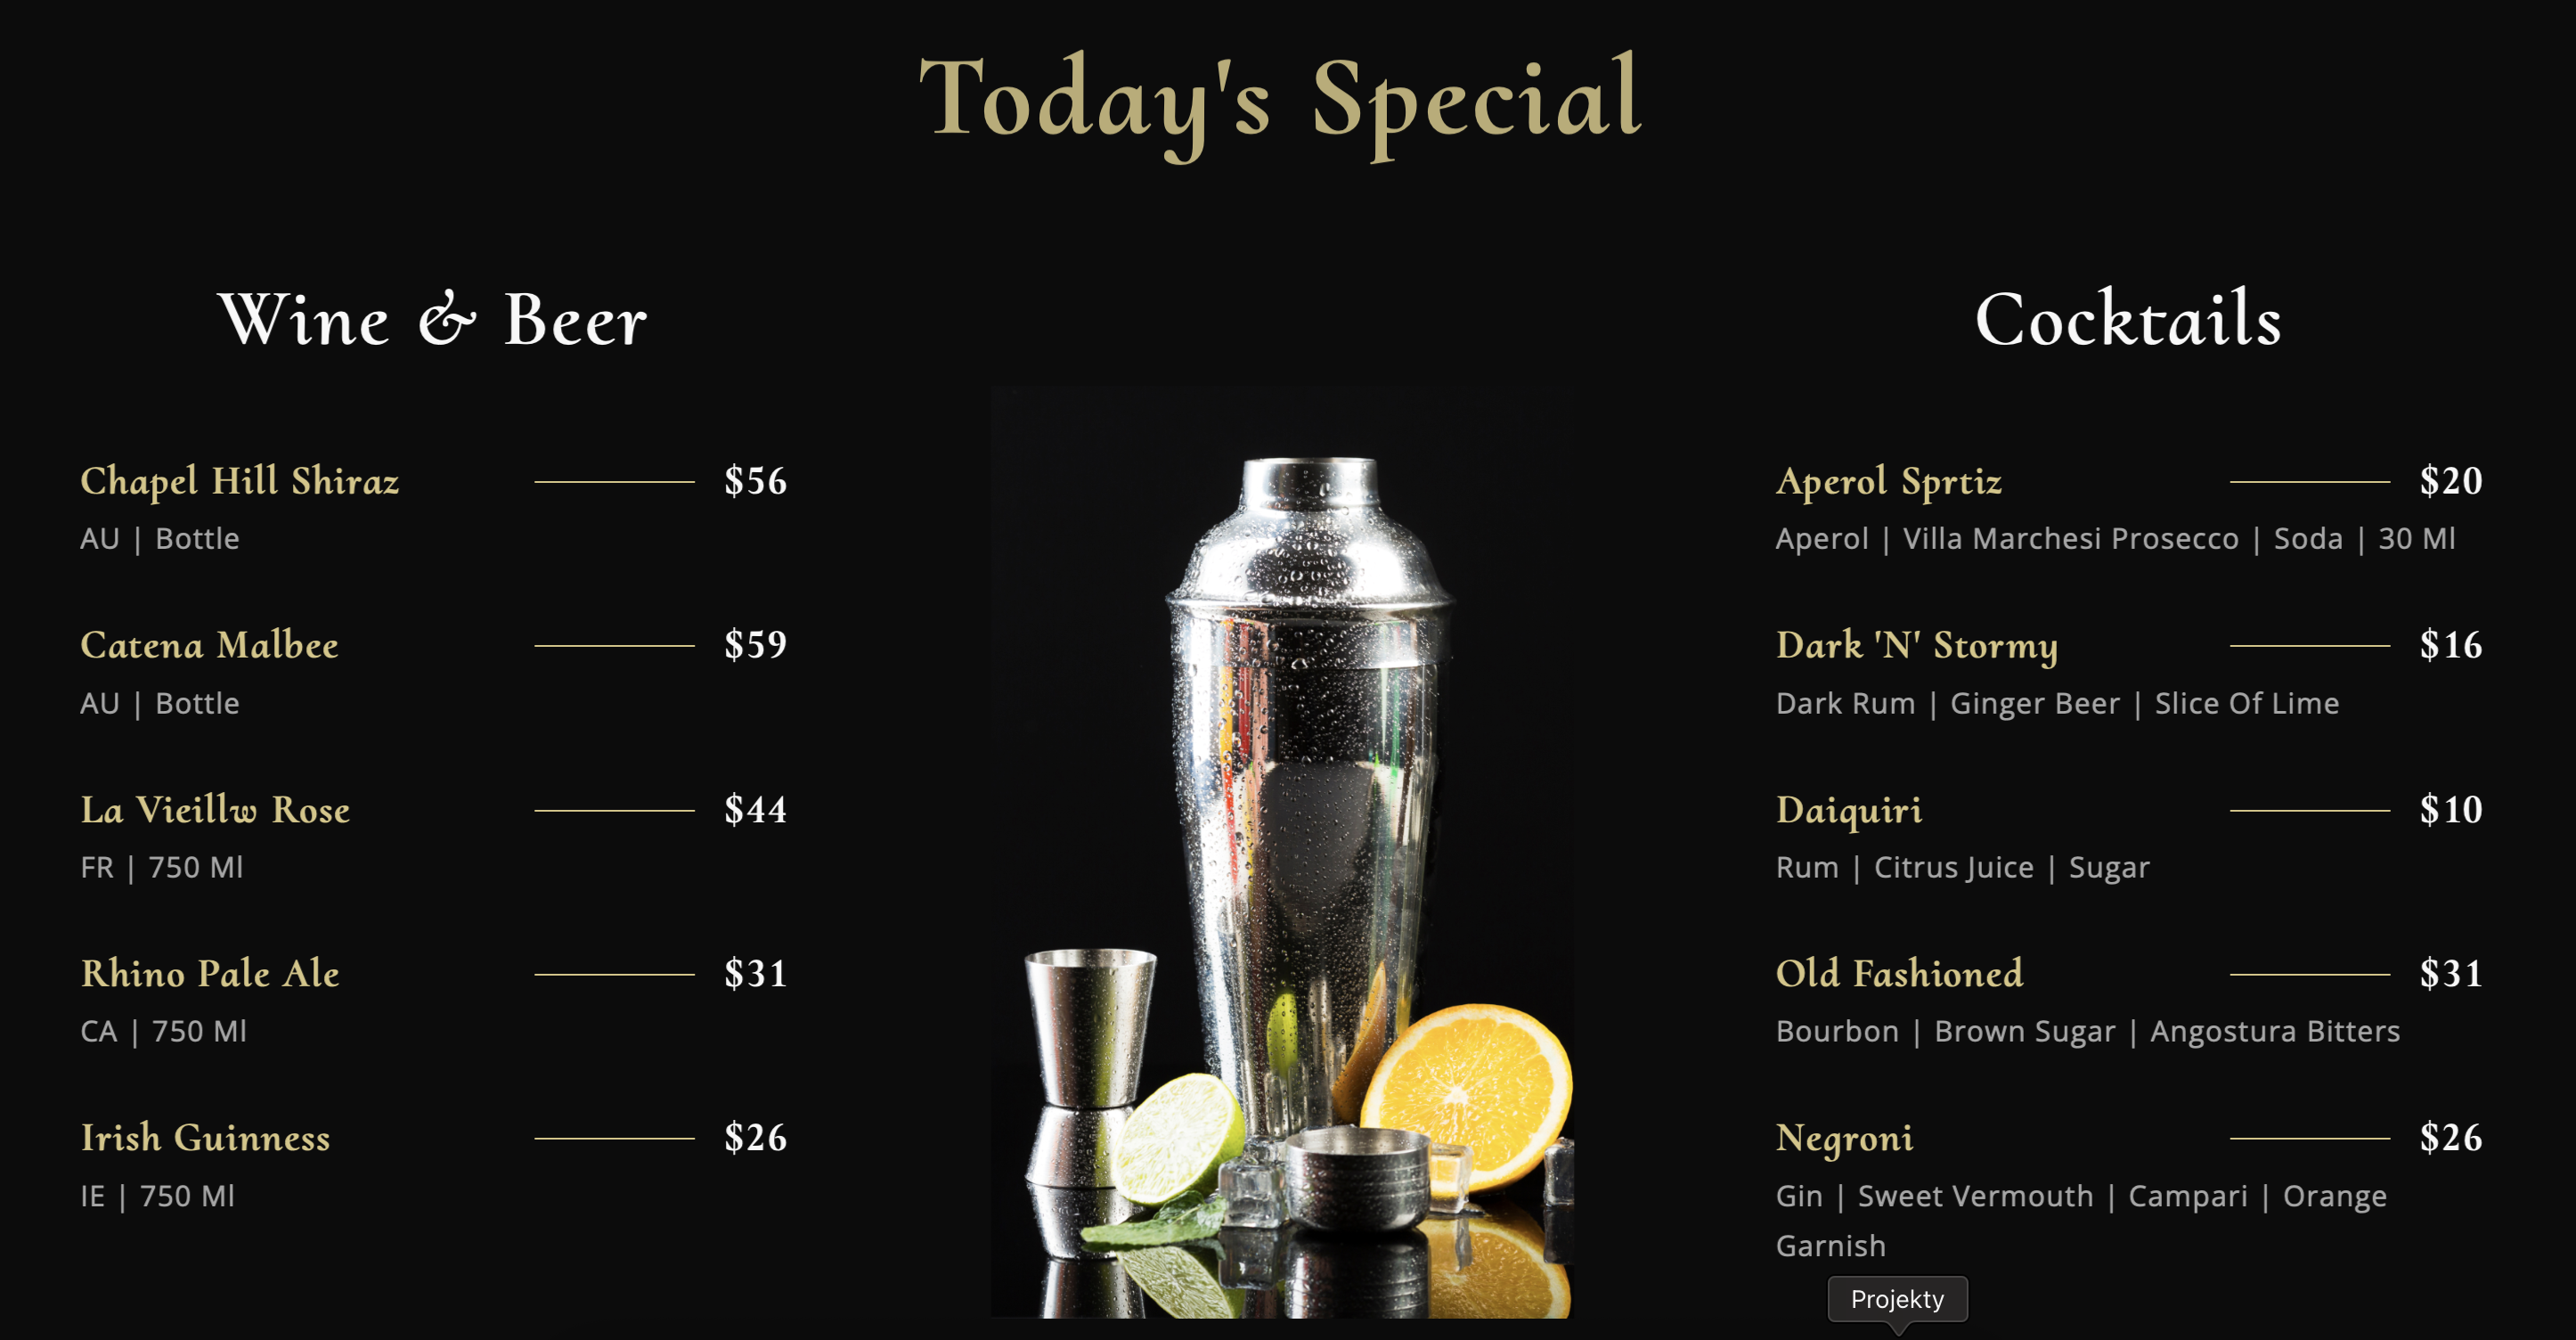 Today's Special
Wine & Beer
Chapel Hill Shiraz $56
AU | Bottle
Catena Malbee $59
AU | Bottle
La Vieillw Rose $44
FR | 750 Ml
Rhino Pale Ale $31
CA | 750 Ml
Irish Guinness $26
IE | 750 Ml
Cocktails
Aperol Sprtiz $20
Aperol | Villa Marchesi Prosecco | Soda | 30 Ml
Dark 'N' Stormy $16
Dark Rum | Ginger Beer | Slice Of Lime
Daiquiri $10
Rum | Citrus Juice | Sugar
Old Fashioned $31
Bourbon | Brown Sugar | Angostura Bitters
Negroni $26
Gin | Sweet Vermouth | Campari | Orange
Garnish
Projekty